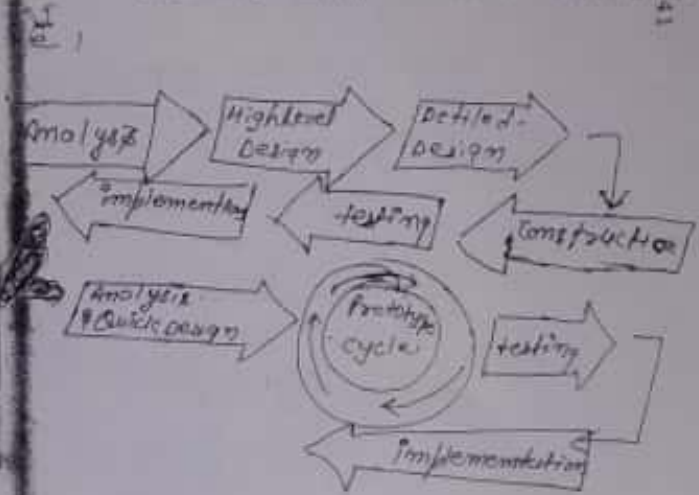 Analysis
High Level
Design
Detiled-
Design
Construction
testing
implementation
Analysis
& Quick Design
Prototype
cycle.
testing
implementation